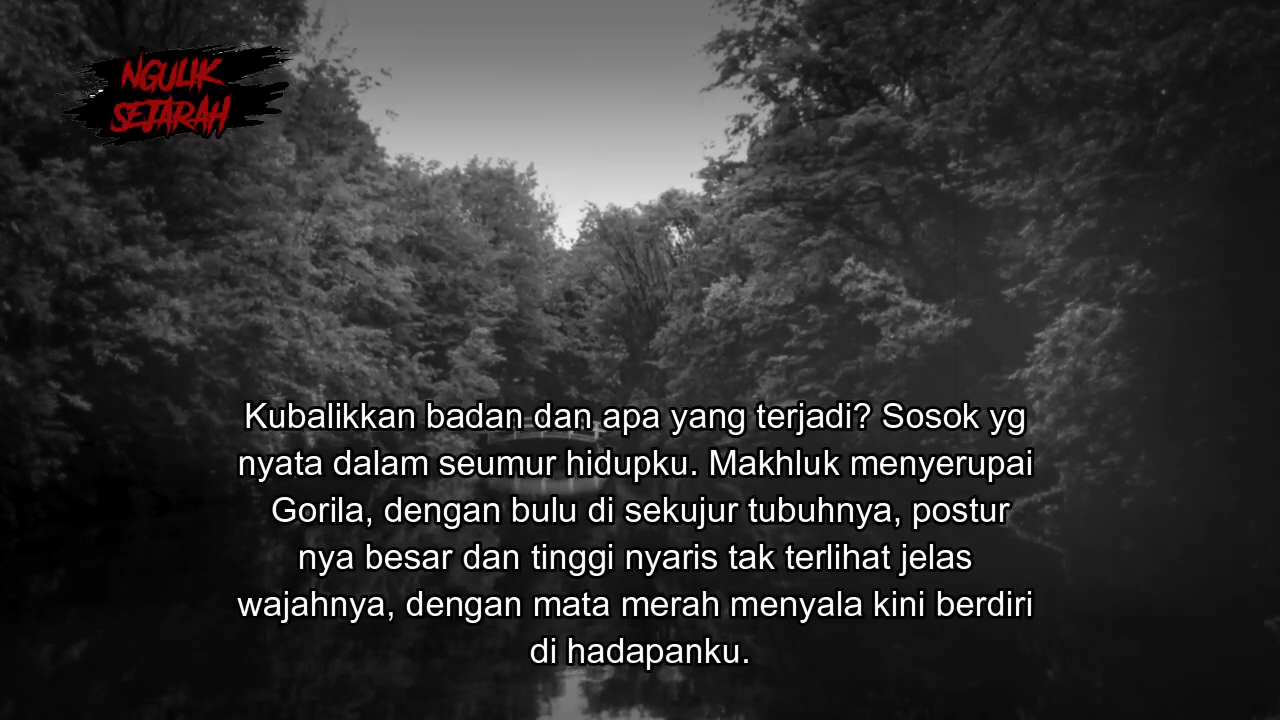 NGULIK
SEJARAH
Kubalikkan badan dan apa yang terjadi? Sosok yg
nyata dalam seumur hidupku. Makhluk menyerupai
Gorila, dengan bulu di sekujur tubuhnya, postur
nya besar dan tinggi nyaris tak terlihat jelas
wajahnya, dengan mata merah menyala kini berdiri
di hadapanku.